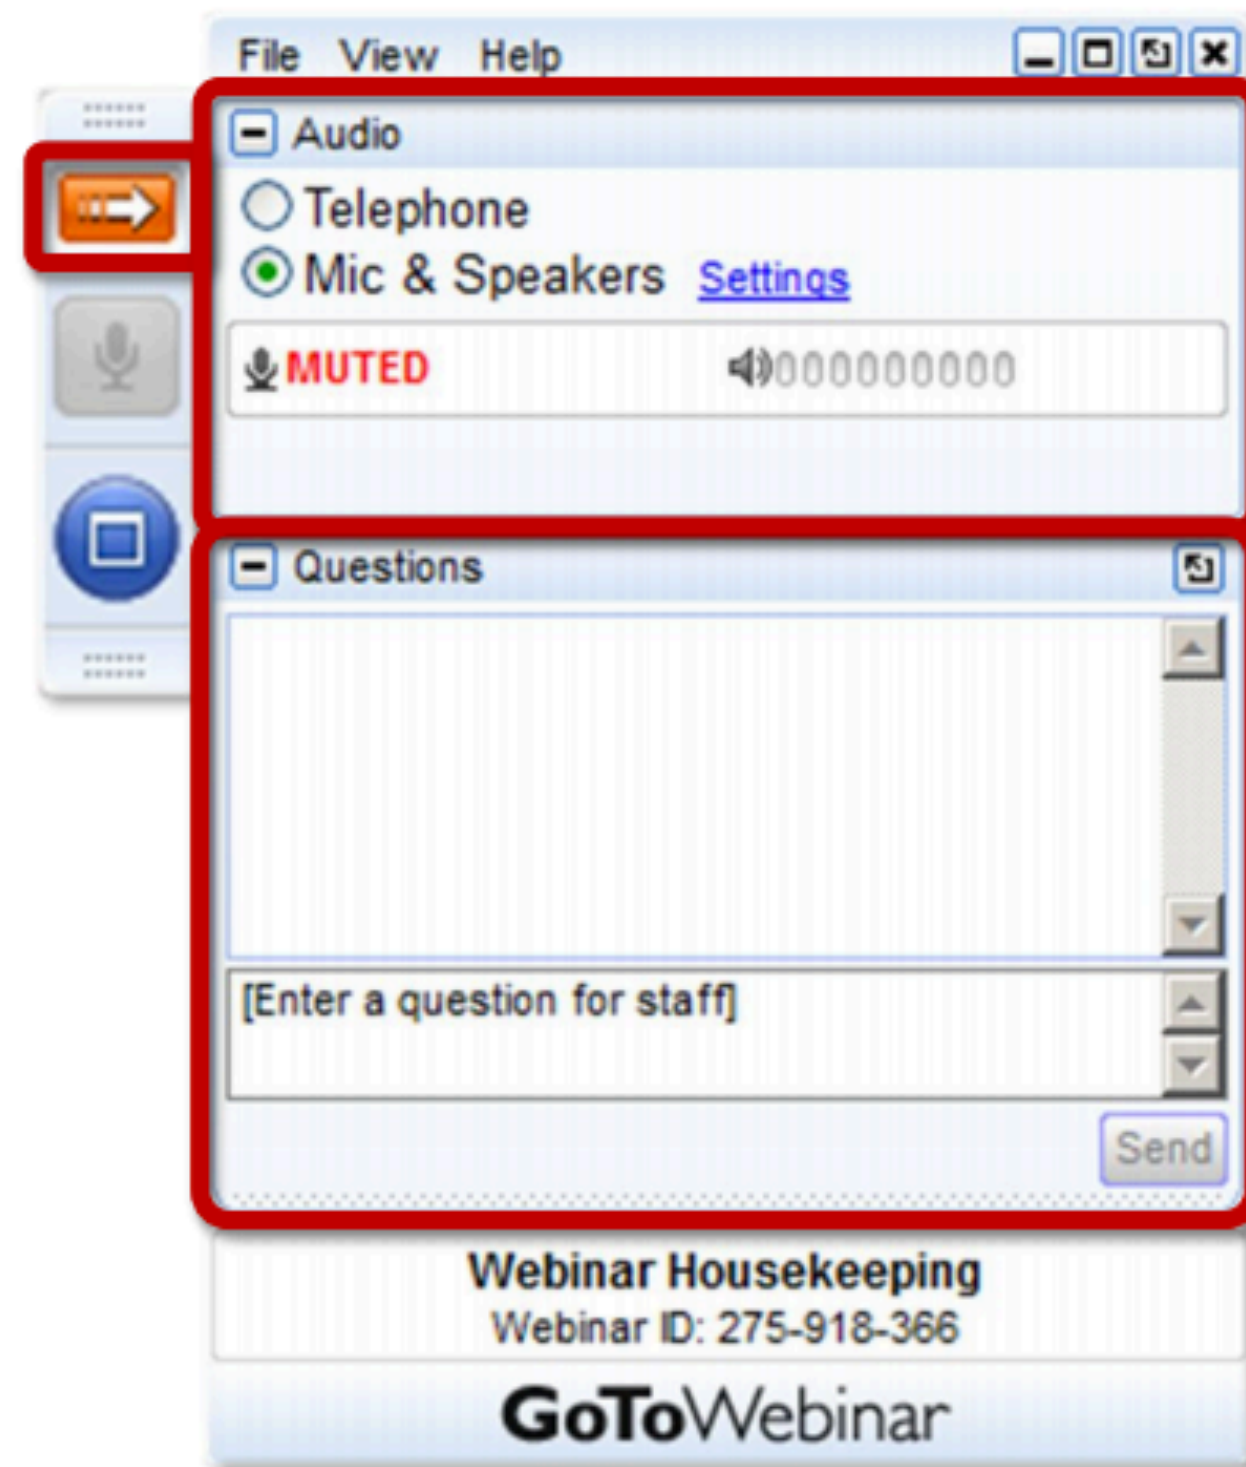 File View Help
Audio
Telephone
Mic & Speakers Settings
MUTED 000000000
Questions
[Enter a question for staff]
Send
Webinar Housekeeping
Webinar ID: 275-918-366
GoToWebinar